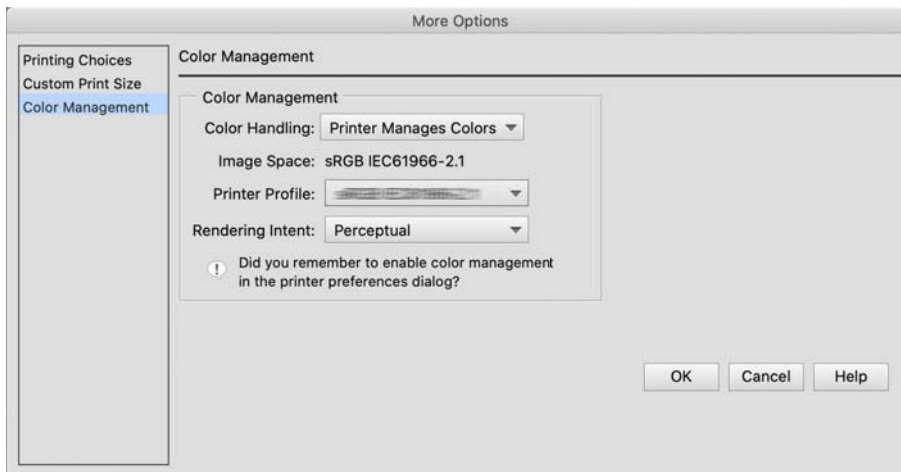 More Options
Printing Choices
Custom Print Size
Color Management
Color Management
Color Management
Color Handling: Printer Manages Colors
Image Space: sRGB IEC61966-2.1
Printer Profile:
Rendering Intent: Perceptual
Did you remember to enable color management
in the printer preferences dialog?
OK Cancel Help